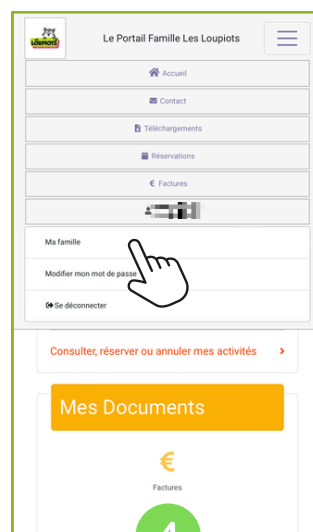 LOUPIOTS
Le Portail Famille Les Loupiots
Accueil
Contact
Téléchargements
Réservations
€ Factures
Ma famille
Modifier mon mot de passe
Se déconnecter
Consulter, réserver ou annuler mes activités
Mes Documents
€
Factures